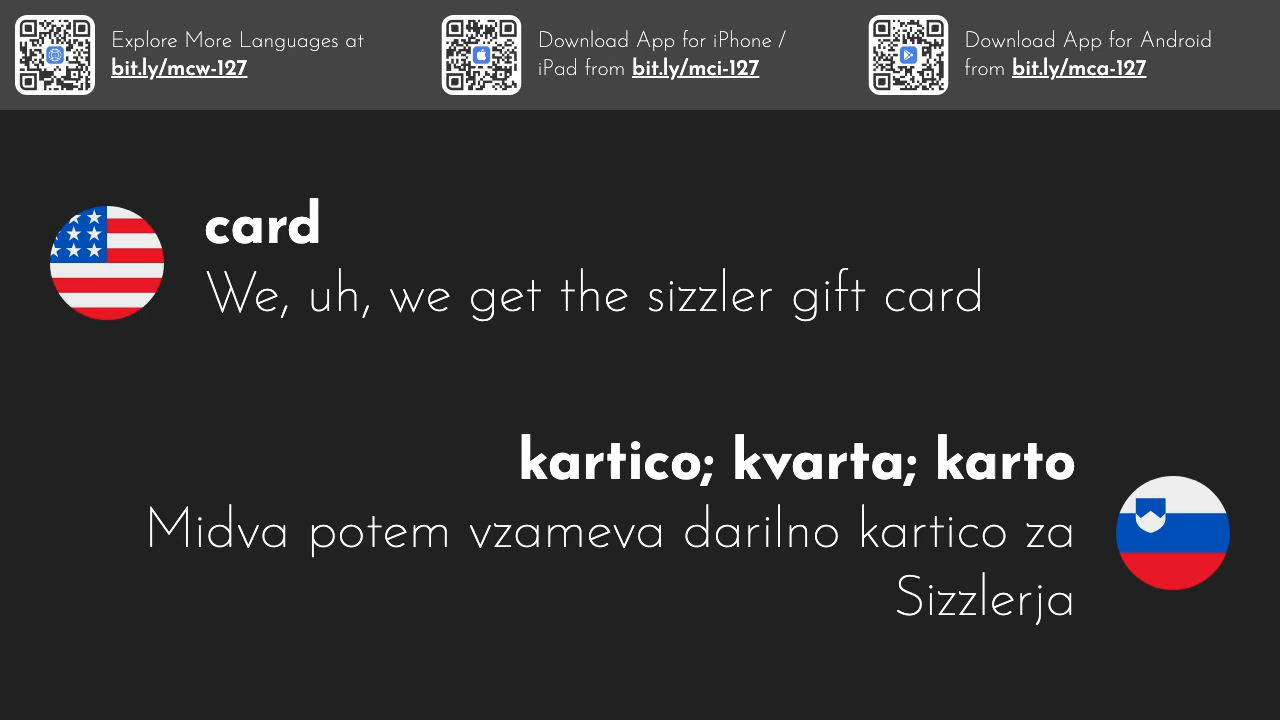 Explore More Languages at
bit.ly/mcw-127
Download App for iPhone /
iPad from bit.ly/mci-127
Download App for Android
from bit.ly/mca-127
card
We, uh, we get the sizzler gift card
kartico; kvarta; karto
Midva potem vzameva darilno kartico za
Sizzlerja